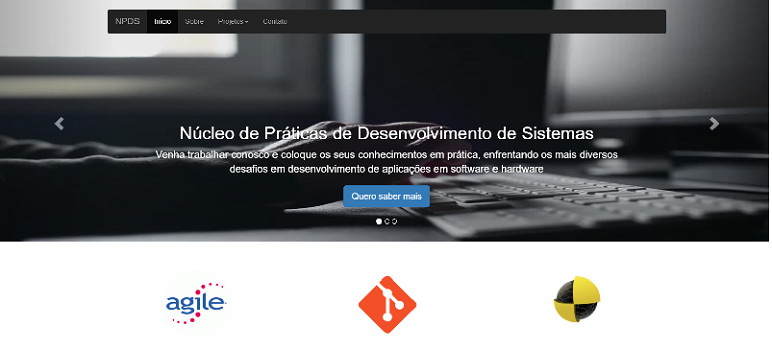 NPDS Início Sobre Projetos Contato
Núcleo de Práticas de Desenvolvimento de Sistemas
Venha trabalhar conosco e coloque os seus conhecimentos em prática, enfrentando os mais diversos
desafios em desenvolvimento de aplicações em software e hardware
Quero saber mais
agile